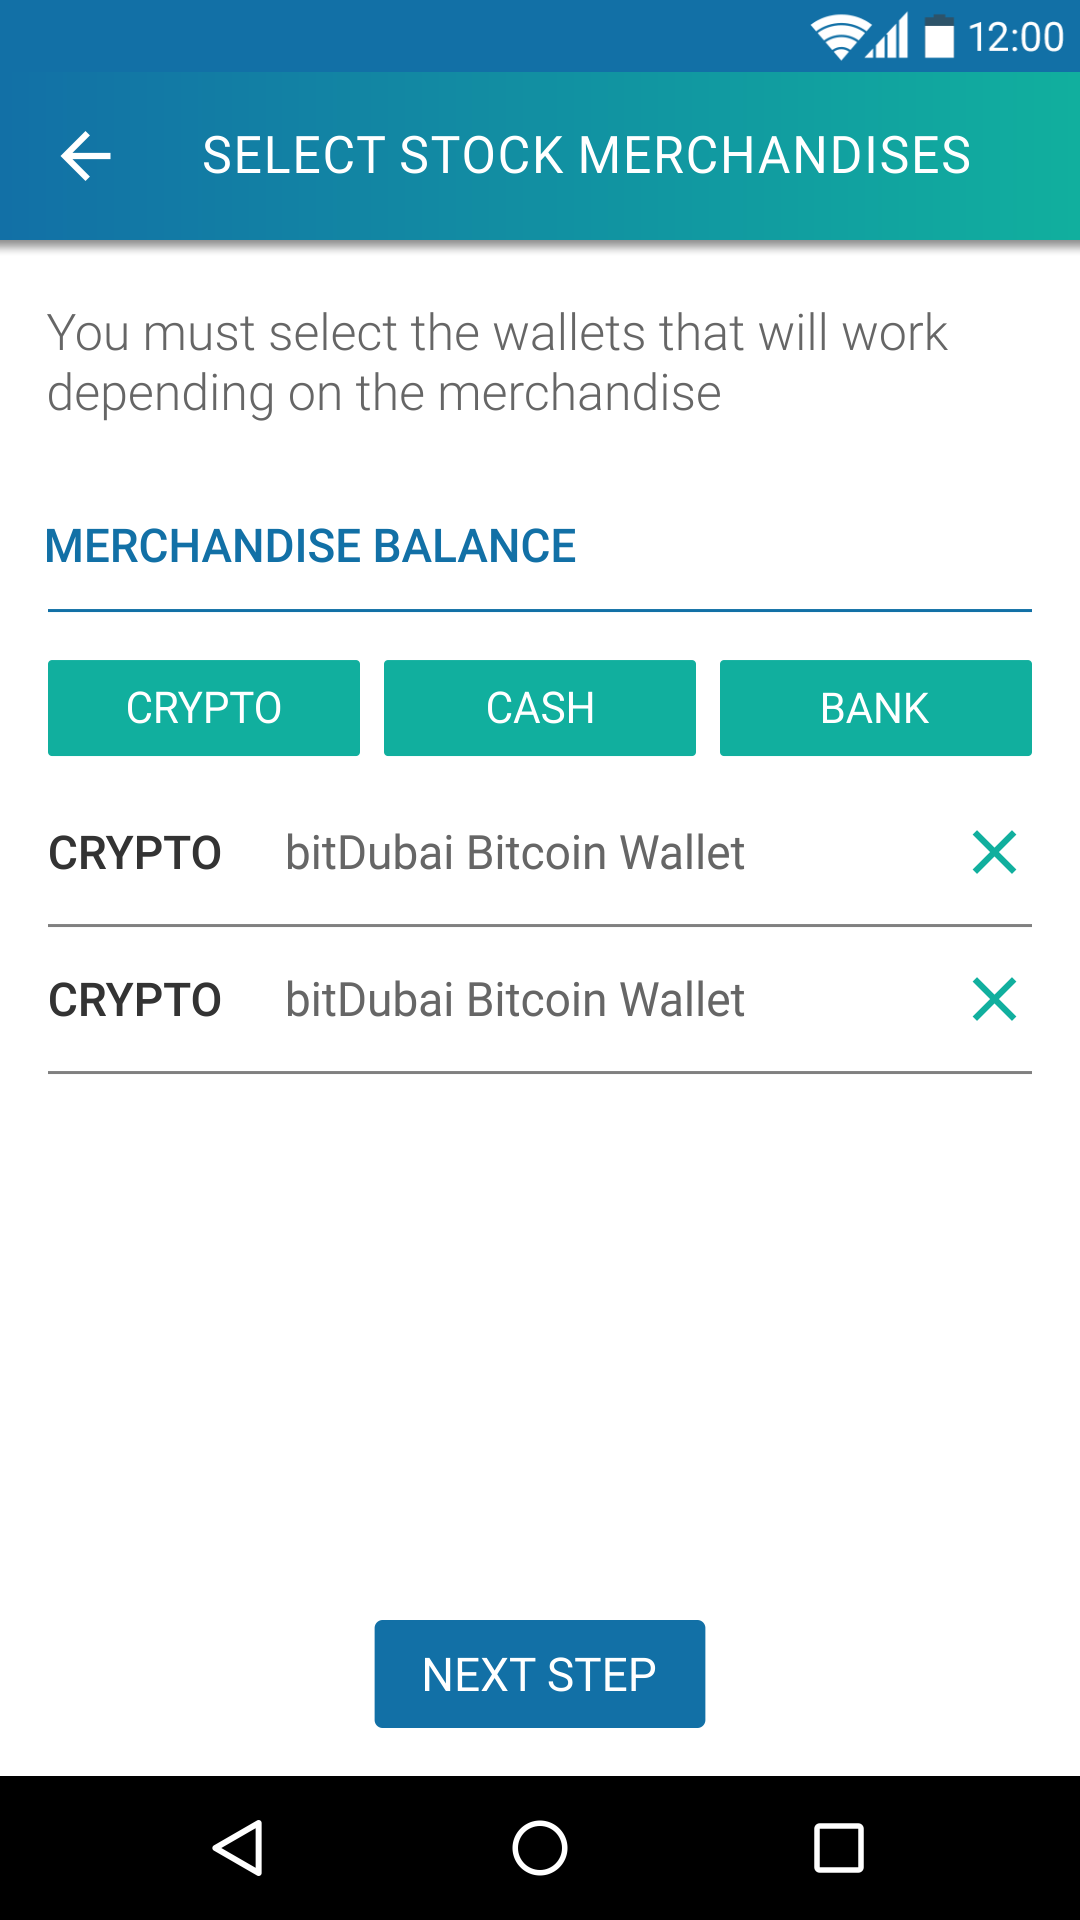 12:00
SELECT STOCK MERCHANDISES
You must select the wallets that will work
depending on the merchandise
MERCHANDISE BALANCE
CRYPTO CASH BANK
CRYPTO bitDubai Bitcoin Wallet
CRYPTO bitDubai Bitcoin Wallet
NEXT STEP